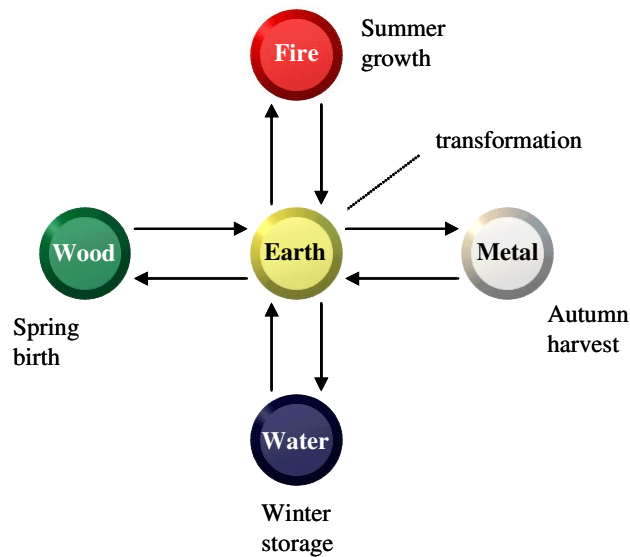 Fire
Summer
growth
transformation
Wood
Earth
Metal
Spring
birth
Autumn
harvest
Water
Winter
storage